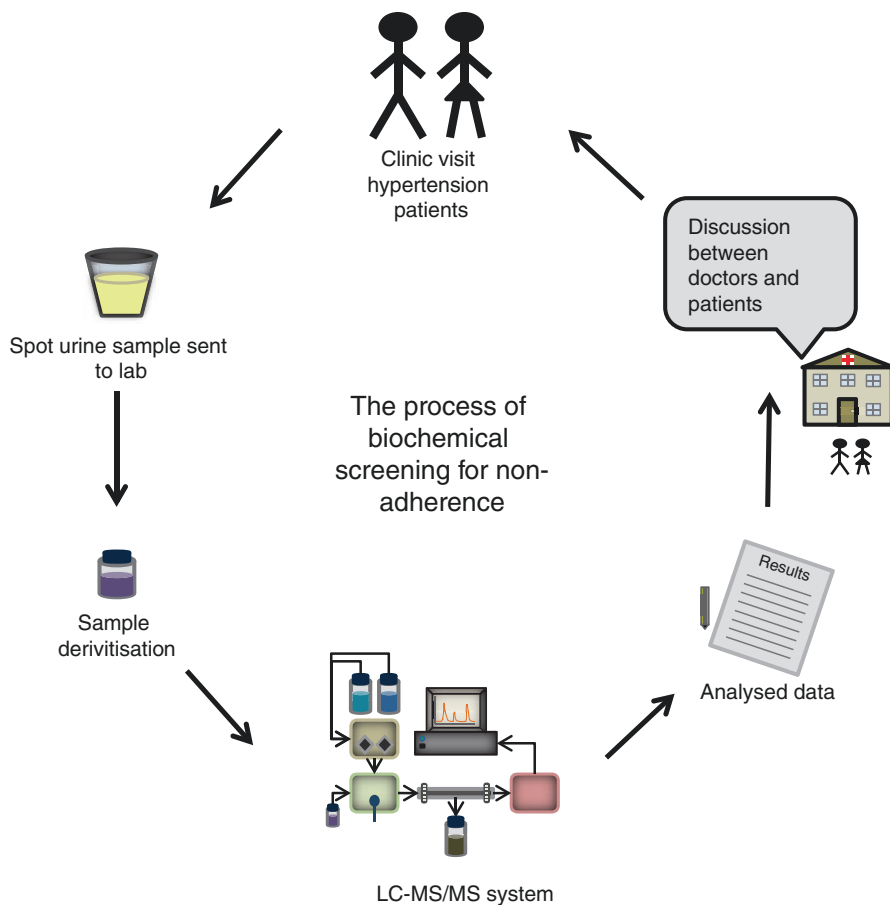 Clinic visit
hypertension
patients
Discussion
between
doctors and
patients
Spot urine sample sent
to lab
The process of
biochemical
screening for non-
adherence
Sample
derivitisation
Results
Analysed data
LC-MS/MS system